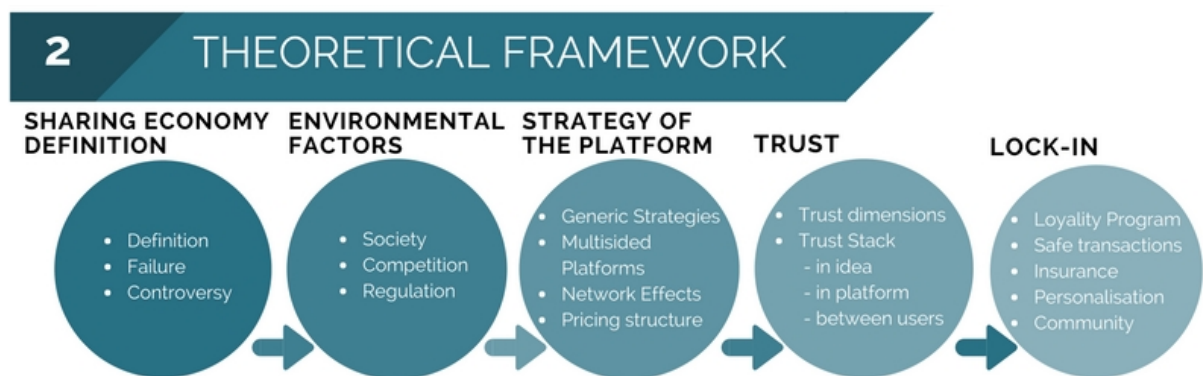 2
THEORETICAL FRAMEWORK
SHARING ECONOMY
DEFINITION
• Definition
• Failure
• Controversy
ENVIRONMENTAL
FACTORS
• Society
• Competition
• Regulation
STRATEGY OF
THE PLATFORM
• Generic Strategies
• Multisided
Platforms
• Network Effects
• Pricing structure
TRUST
• Trust dimensions
• Trust Stack
- in idea
- in platform
- between users
LOCK-IN
• Loyality Program
• Safe transactions
• Insurance
• Personalisation
• Community